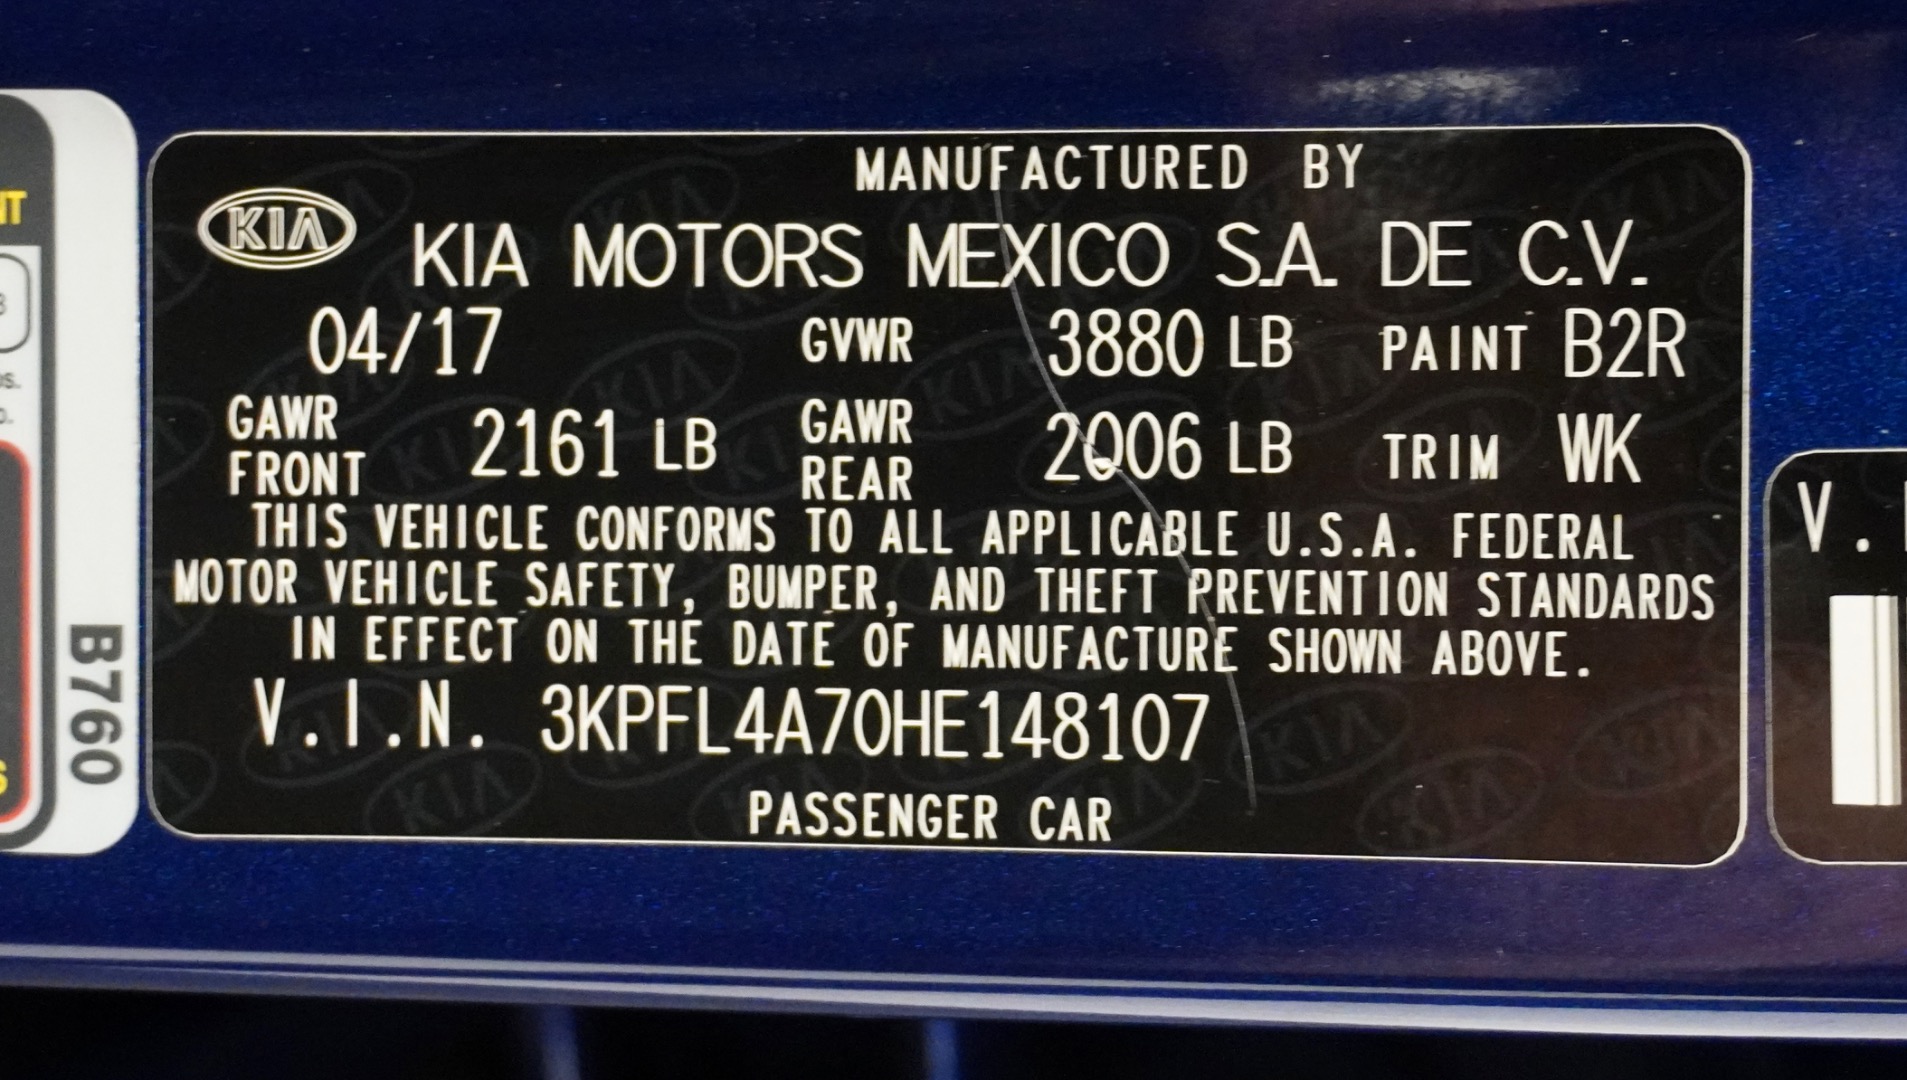 MANUFACTURED BY
KIA
KIA MOTORS MEXICO S.A. DE C.V.
04/17 GVWR 3880 LB PAINT B2R
GAWR FRONT 2161 LB GAWR REAR 2006 LB TRIM WK
THIS VEHICLE CONFORMS TO ALL APPLICABLE U.S.A. FEDERAL
MOTOR VEHICLE SAFETY, BUMPER, AND THEFT PREVENTION STANDARDS
IN EFFECT ON THE DATE OF MANUFACTURE SHOWN ABOVE.
V.I.N. 3KPFL4A70HE148107
PASSENGER CAR
B760